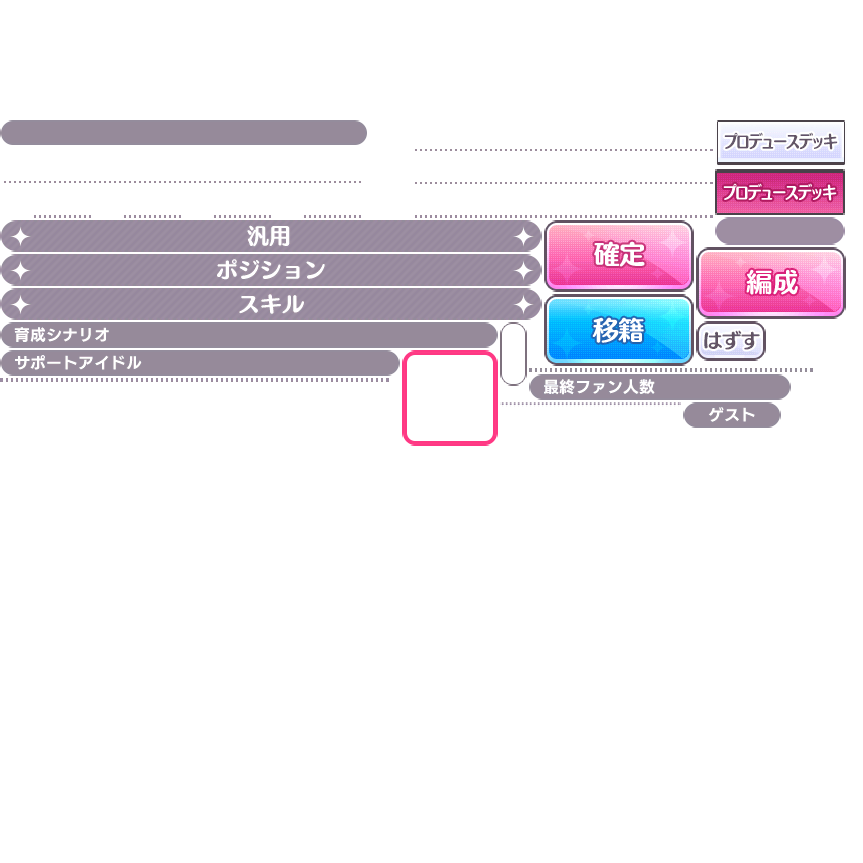 プロデュースデッキ
プロデュースデッキ
汎用
確定
ポジション
編成
スキル
移籍
育成シナリオ
はずす
サポートアイドル
最終ファン人数
ゲスト